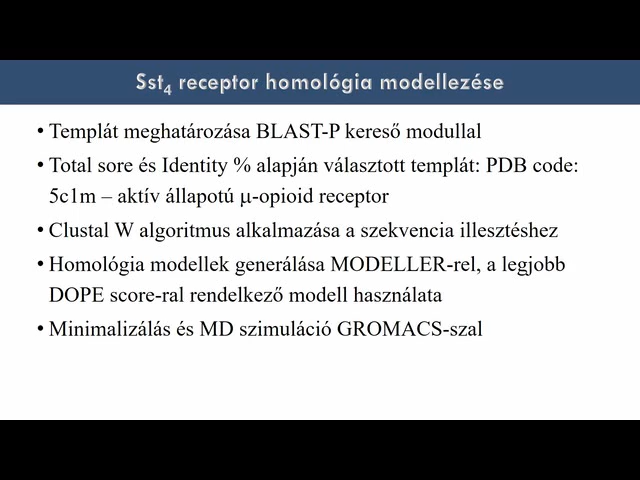 Sst4 receptor homológia modellezése
• Templát meghatározása BLAST-P kereső modullal
• Total sore és Identity % alapján választott templát: PDB code:
5c1m – aktív állapotú μ-opioid receptor
• Clustal W algoritmus alkalmazása a szekvencia illesztéshez
• Homológia modellek generálása MODELLER-rel, a legjobb
DOPE score-ral rendelkező modell használata
• Minimalizálás és MD szimuláció GROMACS-szal